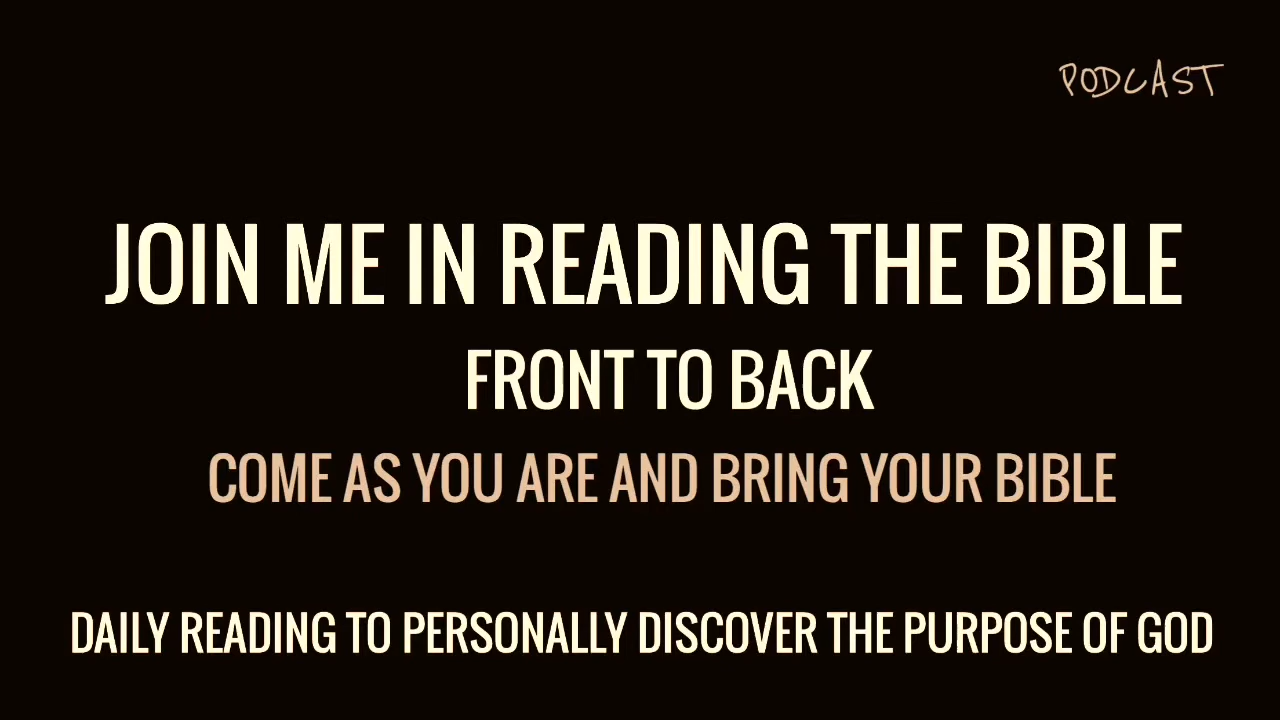 PODCAST
JOIN ME IN READING THE BIBLE
FRONT TO BACK
COME AS YOU ARE AND BRING YOUR BIBLE
DAILY READING TO PERSONALLY DISCOVER THE PURPOSE OF GOD